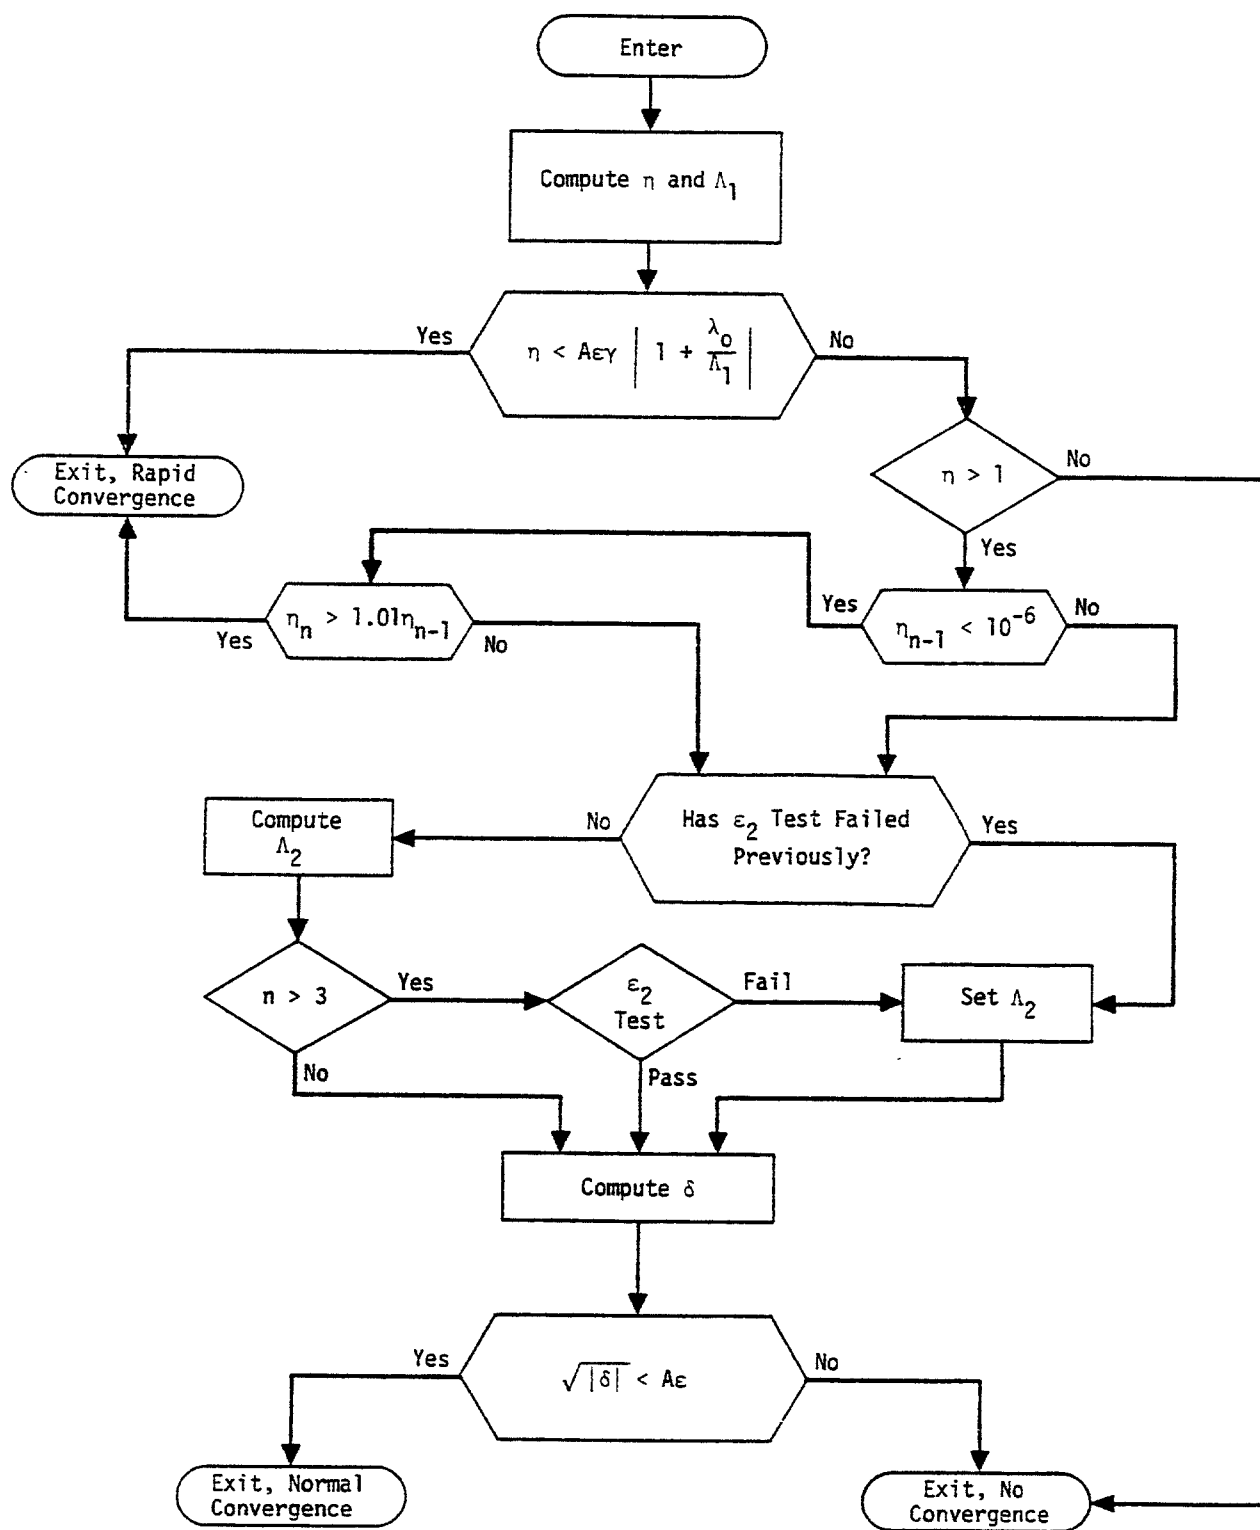 Enter
Compute η and Λ₁
Yes
η < Aεγ | 1 + λ₀/Λ₁ |
No
Exit, Rapid
Convergence
η > 1
No
Yes
ηₙ > 1.01ηₙ₋₁
Yes
No
Yes
ηₙ₋₁ < 10⁻⁶
No
Compute
Λ₂
No
Has ε₂ Test Failed
Previously?
Yes
n > 3
Yes
No
ε₂
Test
Fail
Pass
Set Λ₂
Compute δ
Yes
√|δ| < Aε
No
Exit, Normal
Convergence
Exit, No
Convergence